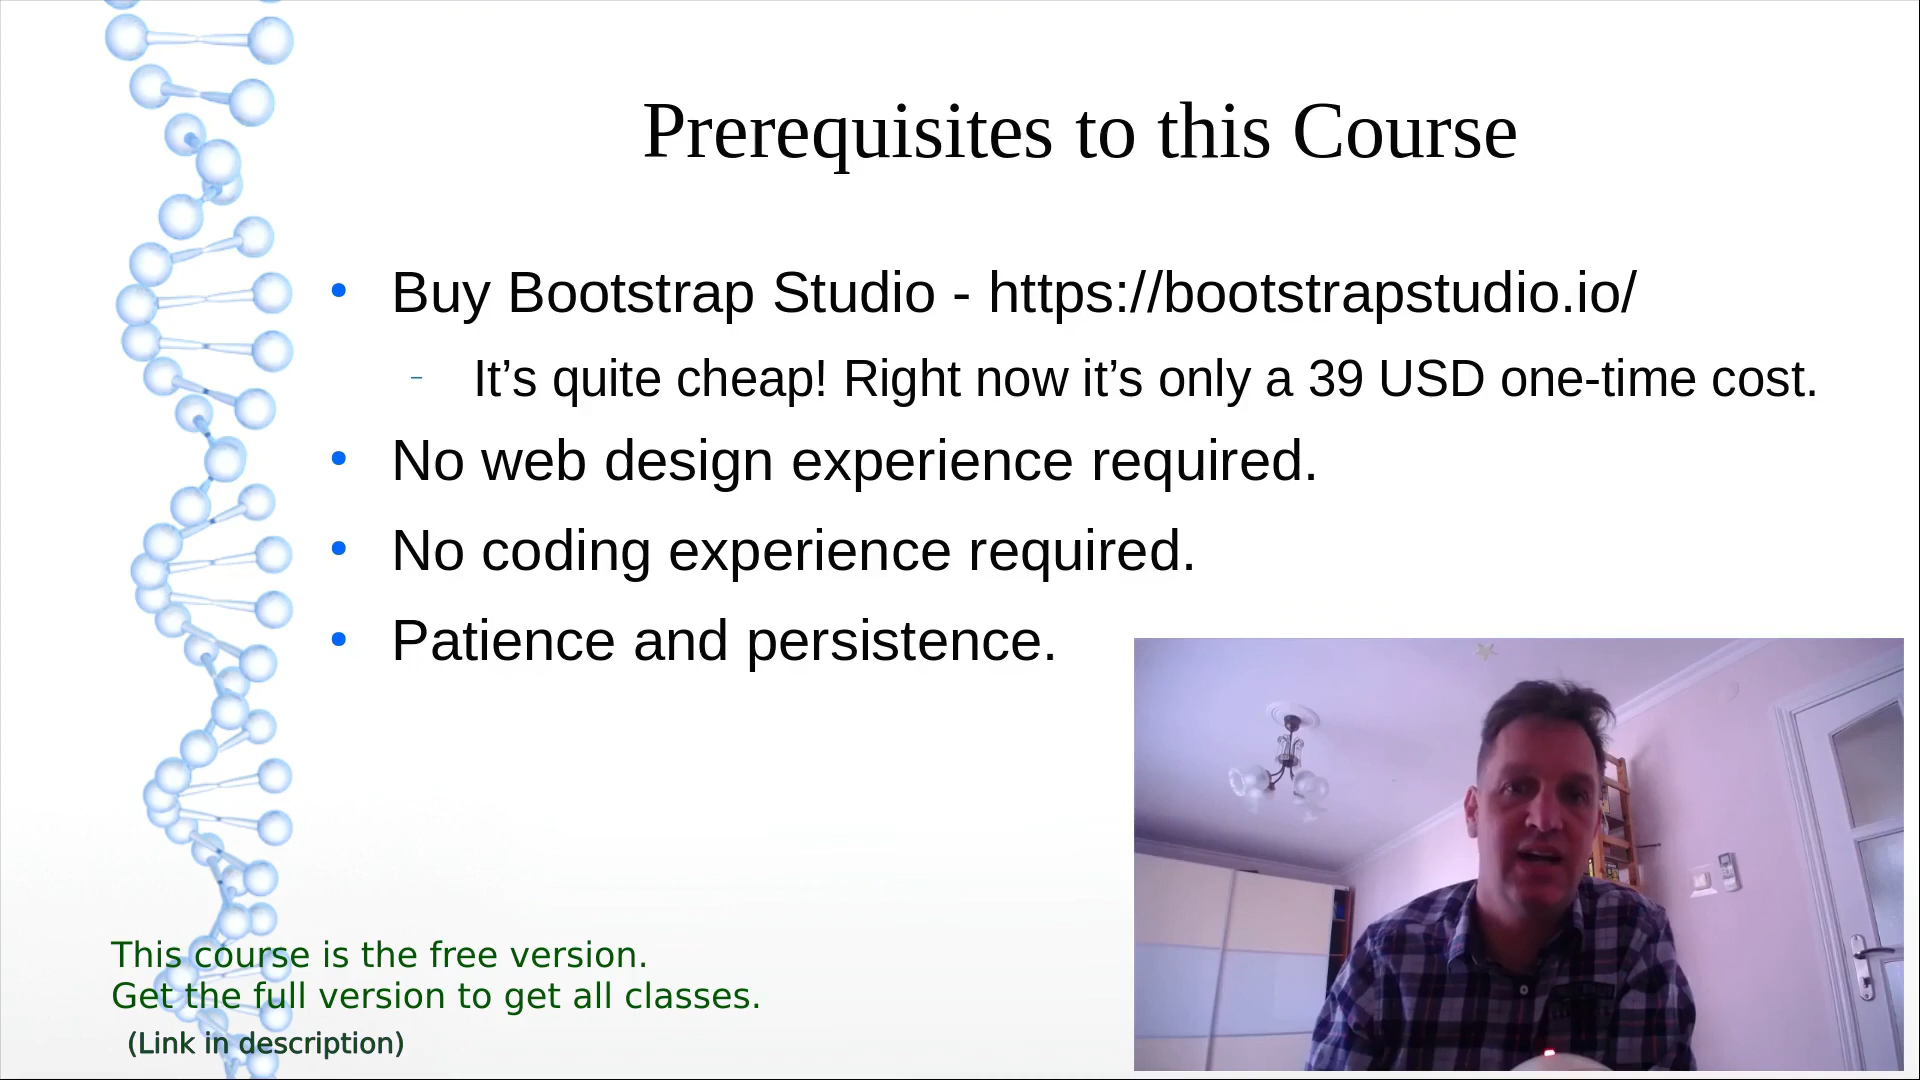 Prerequisites to this Course
Buy Bootstrap Studio - https://bootstrapstudio.io/
It’s quite cheap! Right now it’s only a 39 USD one-time cost.
No web design experience required.
No coding experience required.
Patience and persistence.
This course is the free version.
Get the full version to get all classes.
(Link in description)